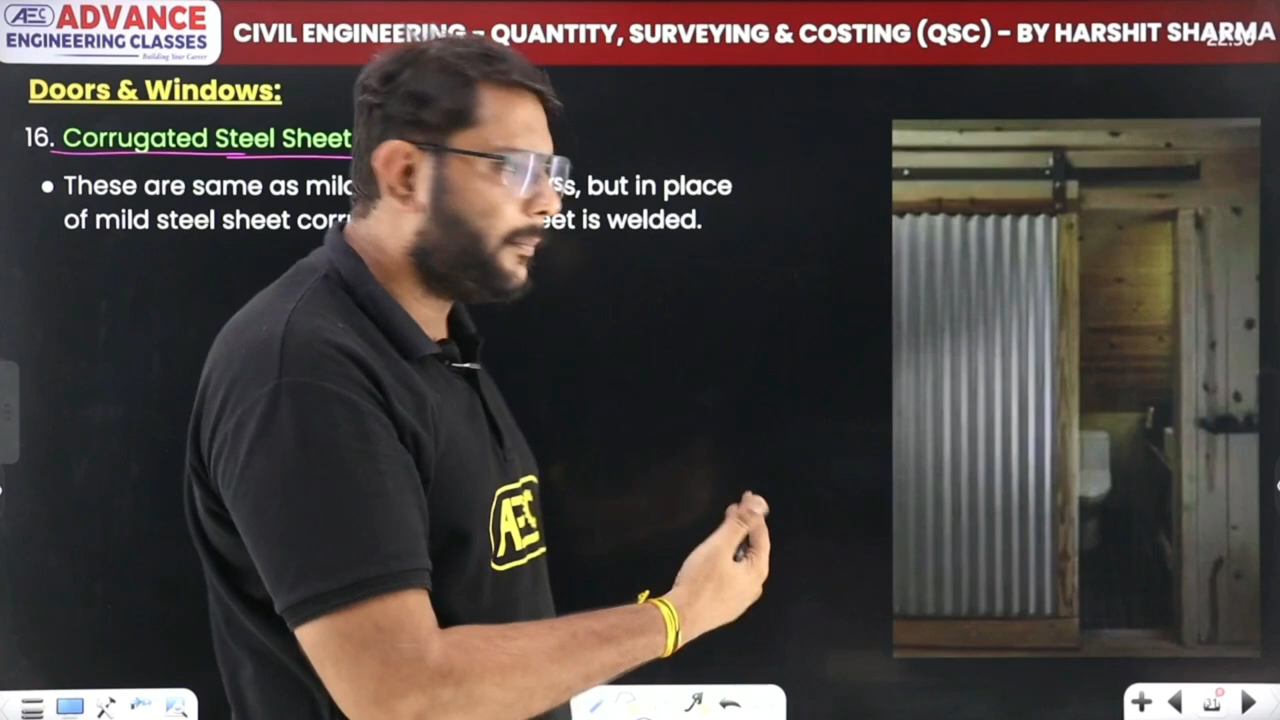 AEC ADVANCE
ENGINEERING CLASSES
Building Your Career
CIVIL ENGINEERING - QUANTITY, SURVEYING & COSTING (QSC) - BY HARSHIT SHARMA
Doors & Windows:
16. Corrugated Steel Sheet
• These are same as mild but in place
of mild steel sheet is welded.
AEC